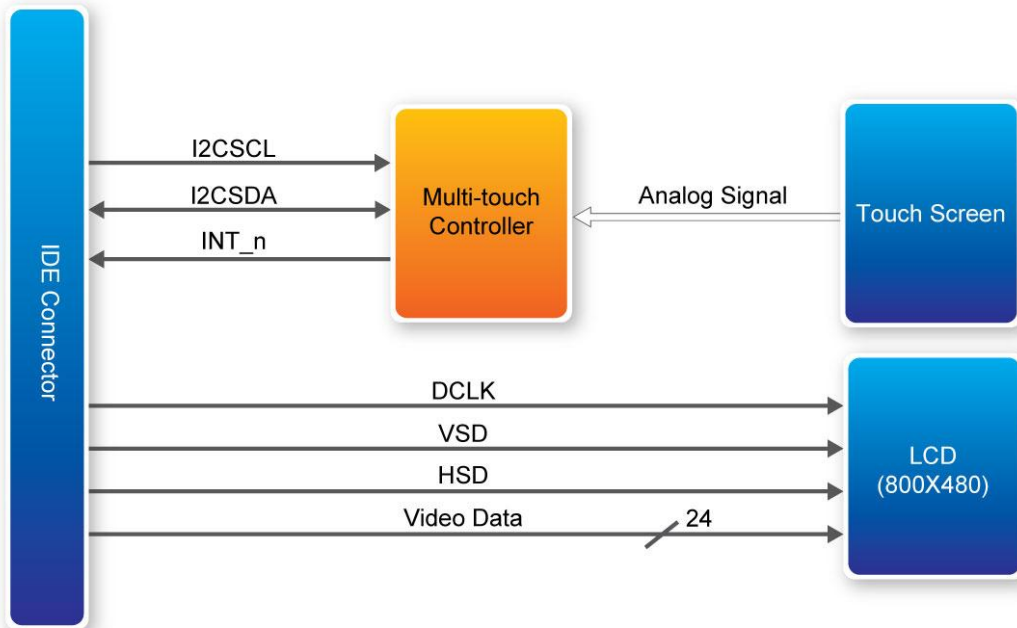 IDE Connector
I2CSCL
I2CSDA
INT_n
Multi-touch
Controller
Analog Signal
Touch Screen
DCLK
VSD
HSD
Video Data
24
LCD
(800X480)